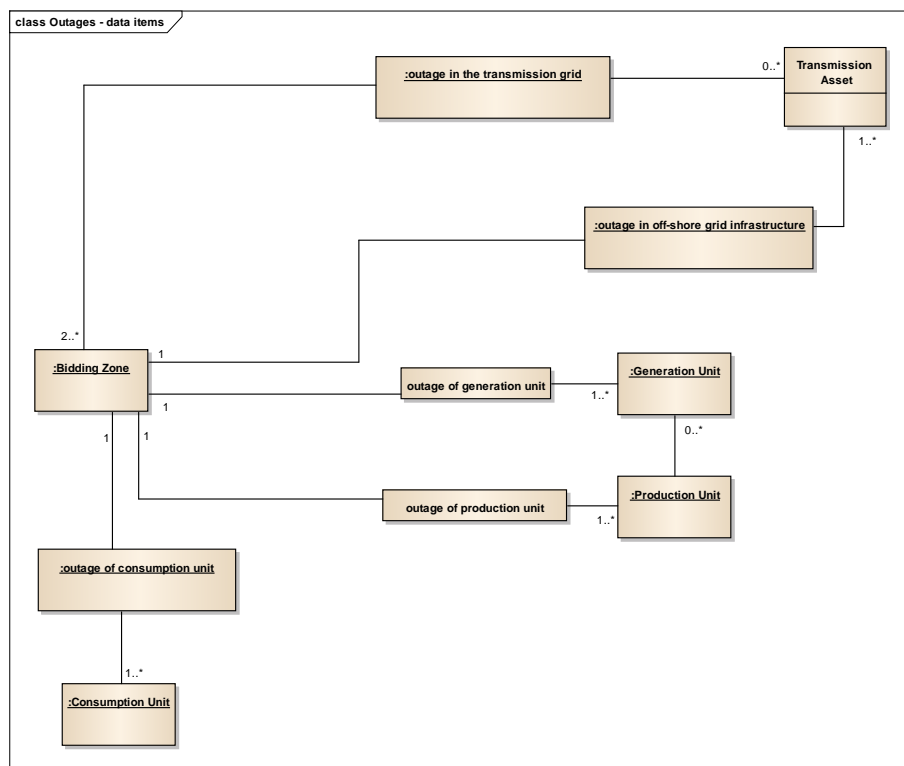 class Outages - data items
:outage in the transmission grid
0..*
Transmission
Asset
1..*
:outage in off-shore grid infrastructure
2..*
1
:Bidding Zone
:Generation Unit
outage of generation unit
1..*
1
1
1
0..*
:Production Unit
outage of production unit
1..*
:outage of consumption unit
1..*
:Consumption Unit